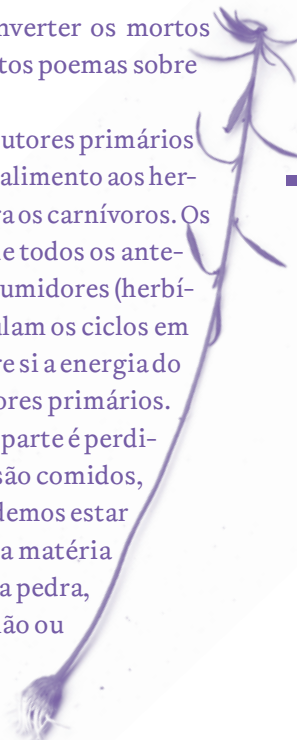 nverter os mortos
tos poemas sobre
utores primários
alimento aos her-
ra os carnívoros. Os
e todos os ante-
umidores (herbí-
ulam os ciclos em
re si a energia do
ores primários.
parte é perdi-
são comidos,
demos estar
a matéria
a pedra,
ão ou